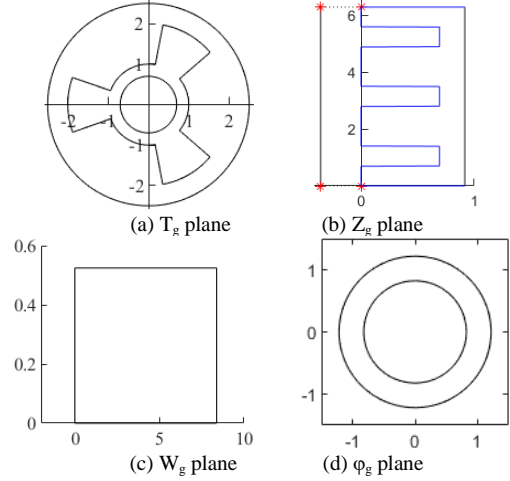 2
1
-2 -1 1 2
-1
-2
(a) Tg plane
6
4
2
0 1
(b) Zg plane
0.6
0.4
0.2
0
0 5 10
(c) Wg plane
1
0
-1
-1 0 1
(d) φg plane